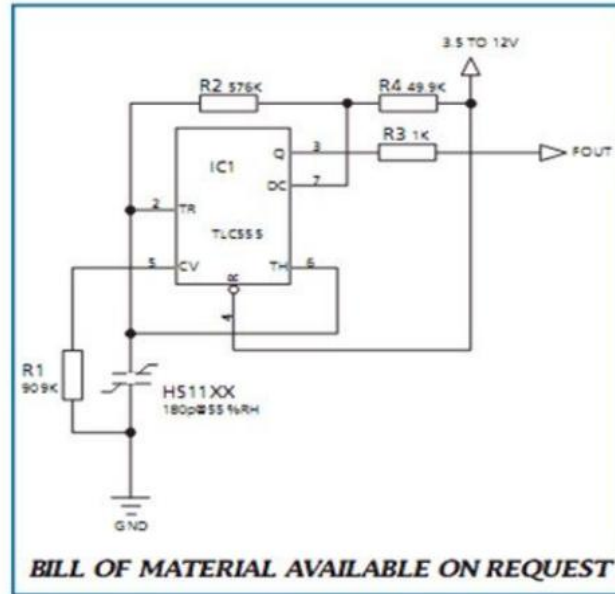 3.5 TO 12V
R2 576K
R4 49.9K
R3 1K
FOUT
IC1
Q 3
DC 7
2 TR
TLC555
5 CV
TH 6
R
4
R1
909K
HS11XX
180p@55%RH
GND
BILL OF MATERIAL AVAILABLE ON REQUEST